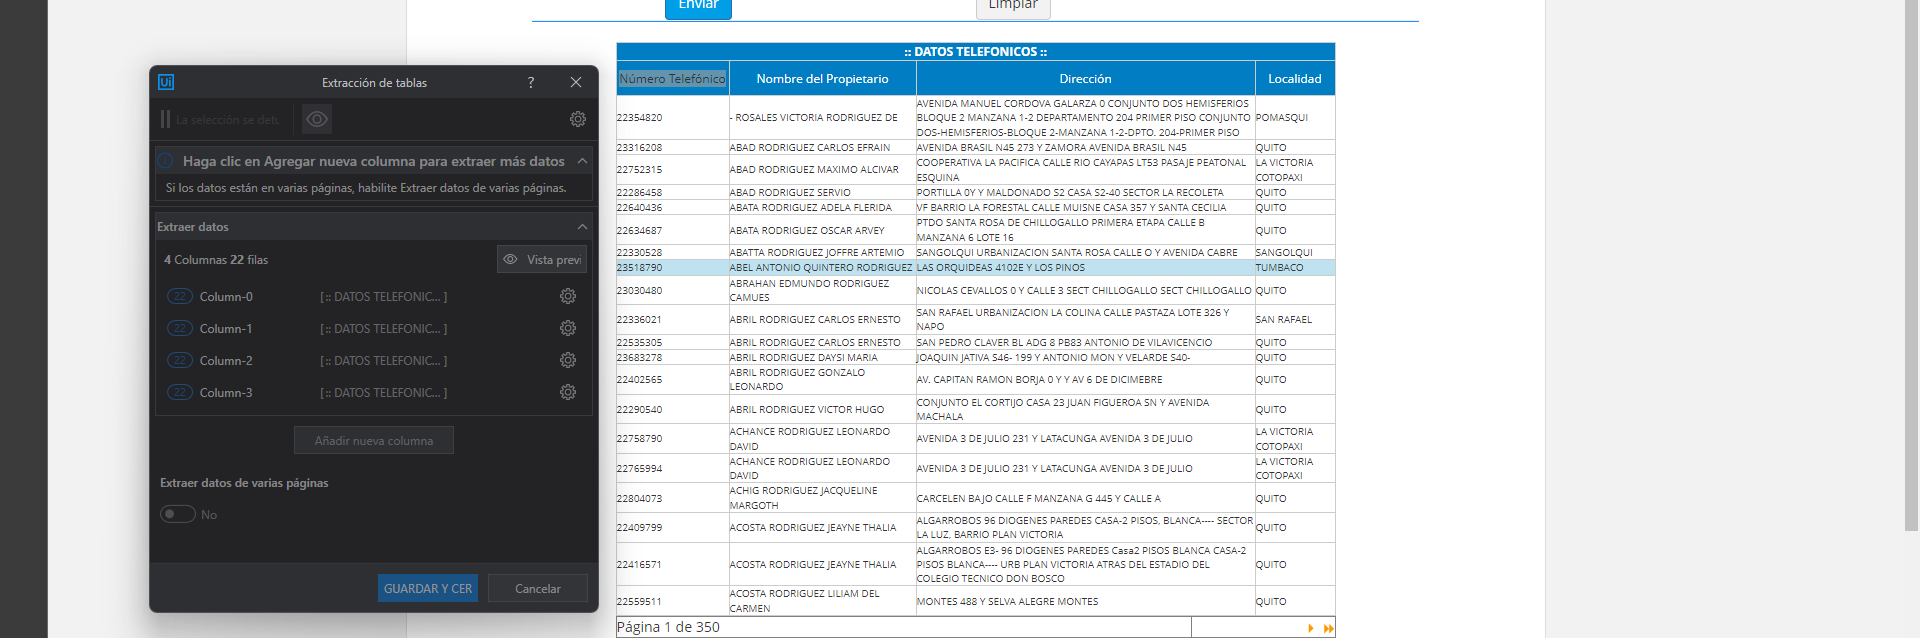 Enviar
Limpiar
Ui
Extracción de tablas
?
La selección se detu
Haga clic en Agregar nueva columna para extraer más datos
Si los datos están en varias páginas, habilite Extraer datos de varias páginas.
Extraer datos
4 Columnas 22 filas
Vista previ
22 Column-0 [ :: DATOS TELEFONIC... ]
22 Column-1 [ :: DATOS TELEFONIC... ]
22 Column-2 [ :: DATOS TELEFONIC... ]
22 Column-3 [ :: DATOS TELEFONIC... ]
Añadir nueva columna
Extraer datos de varias páginas
No
GUARDAR Y CER
Cancelar
:: DATOS TELEFONICOS ::
Número Telefónico Nombre del Propietario Dirección Localidad
22354820 - ROSALES VICTORIA RODRIGUEZ DE
AVENIDA MANUEL CORDOVA GALARZA 0 CONJUNTO DOS HEMISFERIOS
BLOQUE 2 MANZANA 1-2 DEPARTAMENTO 204 PRIMER PISO CONJUNTO
DOS-HEMISFERIOS-BLOQUE 2-MANZANA 1-2-DPTO. 204-PRIMER PISO
POMASQUI
23316208 ABAD RODRIGUEZ CARLOS EFRAIN AVENIDA BRASIL N45 273 Y ZAMORA AVENIDA BRASIL N45 QUITO
22752315 ABAD RODRIGUEZ MAXIMO ALCIVAR
COOPERATIVA LA PACIFICA CALLE RIO CAYAPAS LT53 PASAJE PEATONAL
ESQUINA
LA VICTORIA
COTOPAXI
22286458 ABAD RODRIGUEZ SERVIO PORTILLA 0Y Y MALDONADO S2 CASA S2-40 SECTOR LA RECOLETA QUITO
22640436 ABATA RODRIGUEZ ADELA FLERIDA VF BARRIO LA FORESTAL CALLE MUISNE CASA 357 Y SANTA CECILIA QUITO
22634687 ABATA RODRIGUEZ OSCAR ARVEY
PTDO SANTA ROSA DE CHILLOGALLO PRIMERA ETAPA CALLE B
MANZANA 6 LOTE 16
QUITO
22330528 ABATTA RODRIGUEZ JOFFRE ARTEMIO SANGOLQUI URBANIZACION SANTA ROSA CALLE O Y AVENIDA CABRE SANGOLQUI
23518790 ABEL ANTONIO QUINTERO RODRIGUEZ LAS ORQUIDEAS 4102E Y LOS PINOS TUMBACO
23030480
ABRAHAN EDMUNDO RODRIGUEZ
CAMUES
NICOLAS CEVALLOS 0 Y CALLE 3 SECT CHILLOGALLO SECT CHILLOGALLO QUITO
22336021 ABRIL RODRIGUEZ CARLOS ERNESTO
SAN RAFAEL URBANIZACION LA COLINA CALLE PASTAZA LOTE 326 Y
NAPO
SAN RAFAEL
22535305 ABRIL RODRIGUEZ CARLOS ERNESTO SAN PEDRO CLAVER BL ADG 8 PB83 ANTONIO DE VILAVICENCIO QUITO
23683278 ABRIL RODRIGUEZ DAYSI MARIA JOAQUIN JATIVA S46- 199 Y ANTONIO MON Y VELARDE S40- QUITO
22402565
ABRIL RODRIGUEZ GONZALO
LEONARDO
AV. CAPITAN RAMON BORJA 0 Y Y AV 6 DE DICIMEBRE QUITO
22290540 ABRIL RODRIGUEZ VICTOR HUGO
CONJUNTO EL CORTIJO CASA 23 JUAN FIGUEROA SN Y AVENIDA
MACHALA
QUITO
22758790
ACHANCE RODRIGUEZ LEONARDO
DAVID
AVENIDA 3 DE JULIO 231 Y LATACUNGA AVENIDA 3 DE JULIO
LA VICTORIA
COTOPAXI
22765994
ACHANCE RODRIGUEZ LEONARDO
DAVID
AVENIDA 3 DE JULIO 231 Y LATACUNGA AVENIDA 3 DE JULIO
LA VICTORIA
COTOPAXI
22804073
ACHIG RODRIGUEZ JACQUELINE
MARGOTH
CARCELEN BAJO CALLE F MANZANA G 445 Y CALLE A QUITO
22409799 ACOSTA RODRIGUEZ JEAYNE THALIA
ALGARROBOS 96 DIOGENES PAREDES CASA-2 PISOS, BLANCA---- SECTOR
LA LUZ, BARRIO PLAN VICTORIA
QUITO
22416571 ACOSTA RODRIGUEZ JEAYNE THALIA
ALGARROBOS E3- 96 DIOGENES PAREDES Casa2 PISOS BLANCA CASA-2
PISOS BLANCA---- URB PLAN VICTORIA ATRAS DEL ESTADIO DEL
COLEGIO TECNICO DON BOSCO
QUITO
22559511
ACOSTA RODRIGUEZ LILIAM DEL
CARMEN
MONTES 488 Y SELVA ALEGRE MONTES QUITO
Página 1 de 350